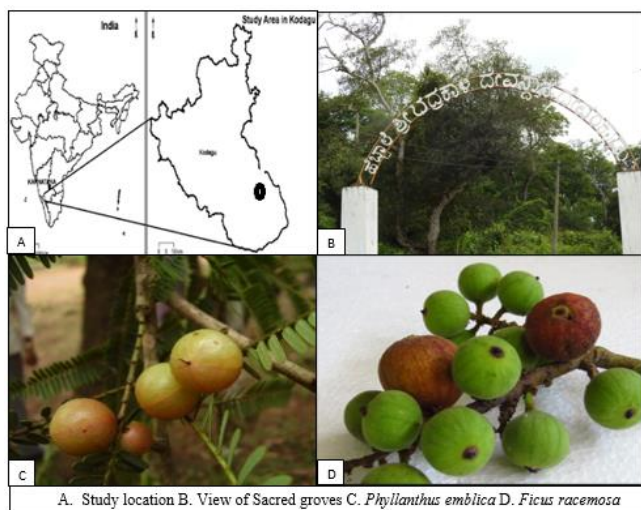 India
Study Area in Kodagu
Kodagu
A
ಶ್ರೀ
B
C
D
A. Study location B. View of Sacred groves C. Phyllanthus emblica D. Ficus racemosa